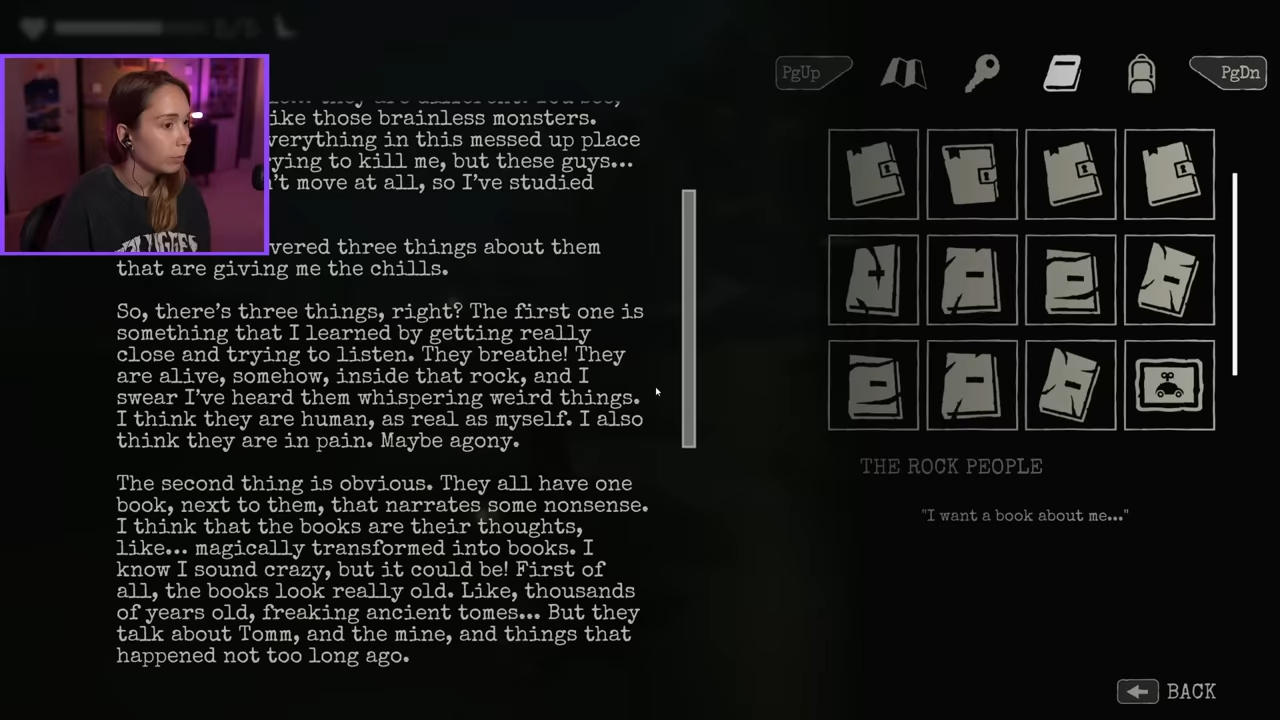 PgUp
PgDn
ike those brainless monsters.
verything in this messed up place
ying to kill me, but these guys...
't move at all, so I've studied
vered three things about them
that are giving me the chills.
So, there's three things, right? The first one is
something that I learned by getting really
close and trying to listen. They breathe! They
are alive, somehow, inside that rock, and I
swear I've heard them whispering weird things.
I think they are human, as real as myself. I also
think they are in pain. Maybe agony.
The second thing is obvious. They all have one
book, next to them, that narrates some nonsense.
I think that the books are their thoughts,
like... magically transformed into books. I
know I sound crazy, but it could be! First of
all, the books look really old. Like, thousands
of years old, freaking ancient tomes... But they
talk about Tomm, and the mine, and things that
happened not too long ago.
THE ROCK PEOPLE
"I want a book about me..."
BACK